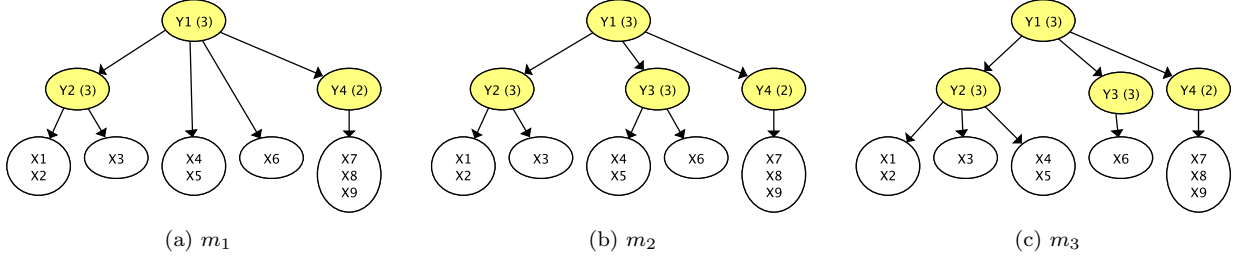 Y1 (3)
Y2 (3)
Y4 (2)
X1
X2
X3
X4
X5
X6
X7
X8
X9
(a) m1
Y1 (3)
Y2 (3)
Y3 (3)
Y4 (2)
X1
X2
X3
X4
X5
X6
X7
X8
X9
(b) m2
Y1 (3)
Y2 (3)
Y3 (3)
Y4 (2)
X1
X2
X3
X4
X5
X6
X7
X8
X9
(c) m3